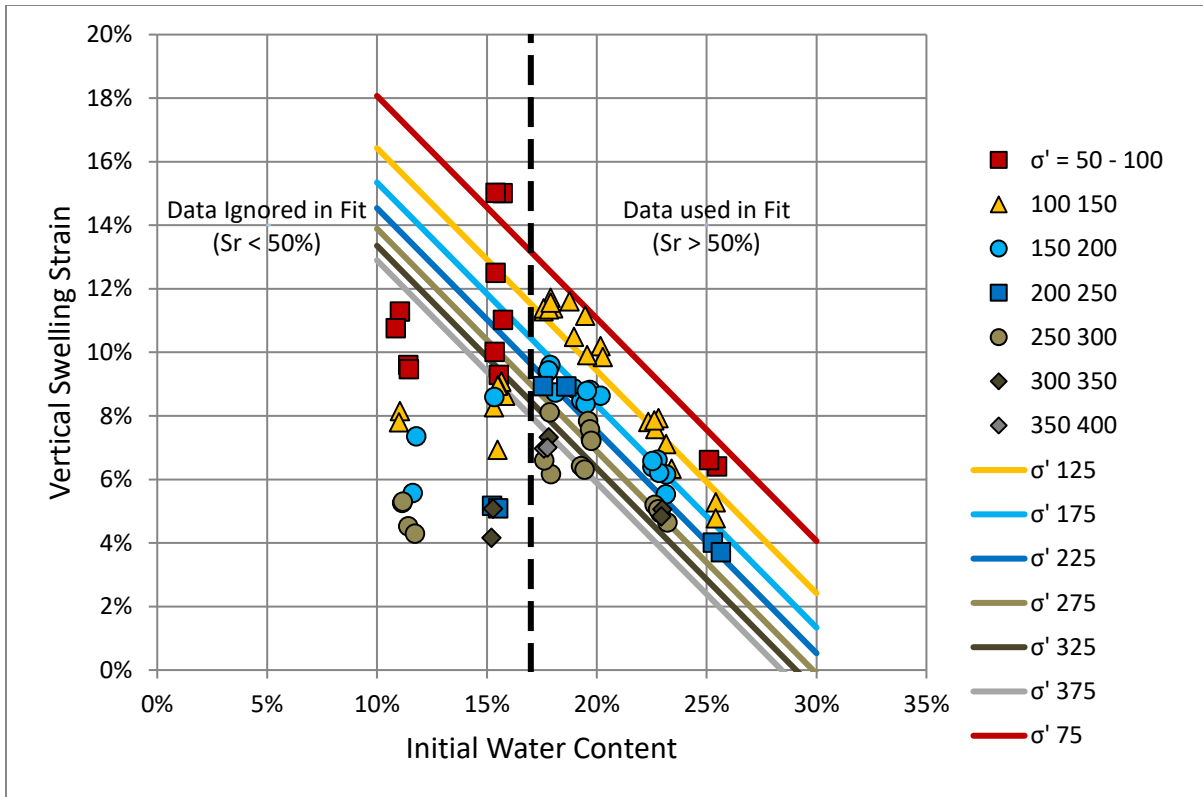 20%
18%
16%
14%
12%
10%
8%
6%
4%
2%
0%
Vertical Swelling Strain
Data Ignored in Fit
(Sr < 50%)
Data used in Fit
(Sr > 50%)
0%
5%
10%
15%
20%
25%
30%
35%
Initial Water Content
σ' = 50 - 100
100 150
150 200
200 250
250 300
300 350
350 400
σ' 125
σ' 175
σ' 225
σ' 275
σ' 325
σ' 375
σ' 75